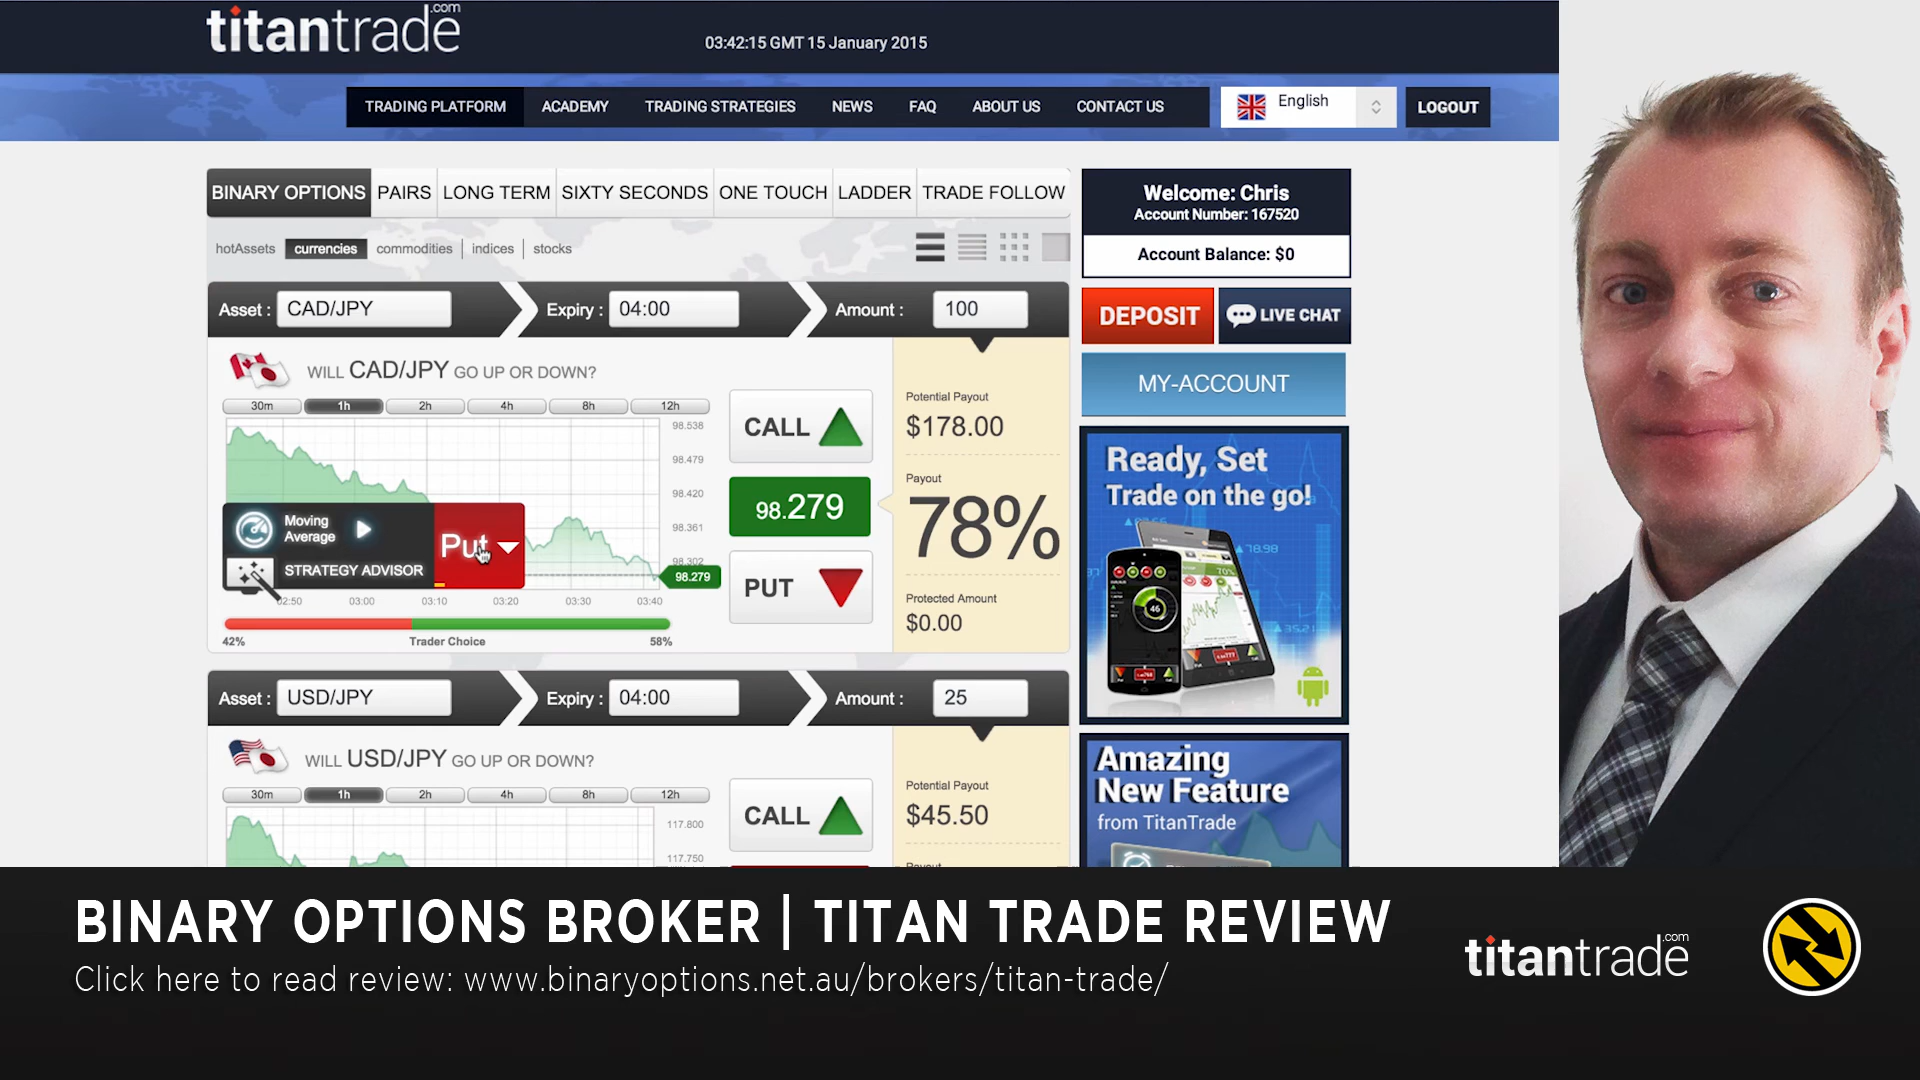 titantrade.com
03:42:15 GMT 15 January 2015
TRADING PLATFORM ACADEMY TRADING STRATEGIES NEWS FAQ ABOUT US CONTACT US English LOGOUT
BINARY OPTIONS PAIRS LONG TERM SIXTY SECONDS ONE TOUCH LADDER TRADE FOLLOW
hotAssets currencies commodities indices stocks
Asset : CAD/JPY Expiry : 04:00 Amount : 100
WILL CAD/JPY GO UP OR DOWN?
30m 1h 2h 4h 8h 12h
98.538
98.479
98.420
98.361
98.302
98.279
Moving Average
Put
STRATEGY ADVISOR
02:50 03:00 03:10 03:20 03:30 03:40
42% Trader Choice 58%
CALL
98.279
PUT
Potential Payout
$178.00
Payout
78%
Protected Amount
$0.00
Asset : USD/JPY Expiry : 04:00 Amount : 25
WILL USD/JPY GO UP OR DOWN?
30m 1h 2h 4h 8h 12h
117.800
117.750
CALL
Potential Payout
$45.50
Payout
Welcome: Chris
Account Number: 167520
Account Balance: $0
DEPOSIT LIVE CHAT
MY-ACCOUNT
Ready, Set
Trade on the go!
78.98
70%
46
35.21
Amazing
New Feature
from TitanTrade
BINARY OPTIONS BROKER | TITAN TRADE REVIEW
Click here to read review: www.binaryoptions.net.au/brokers/titan-trade/
titantrade.com